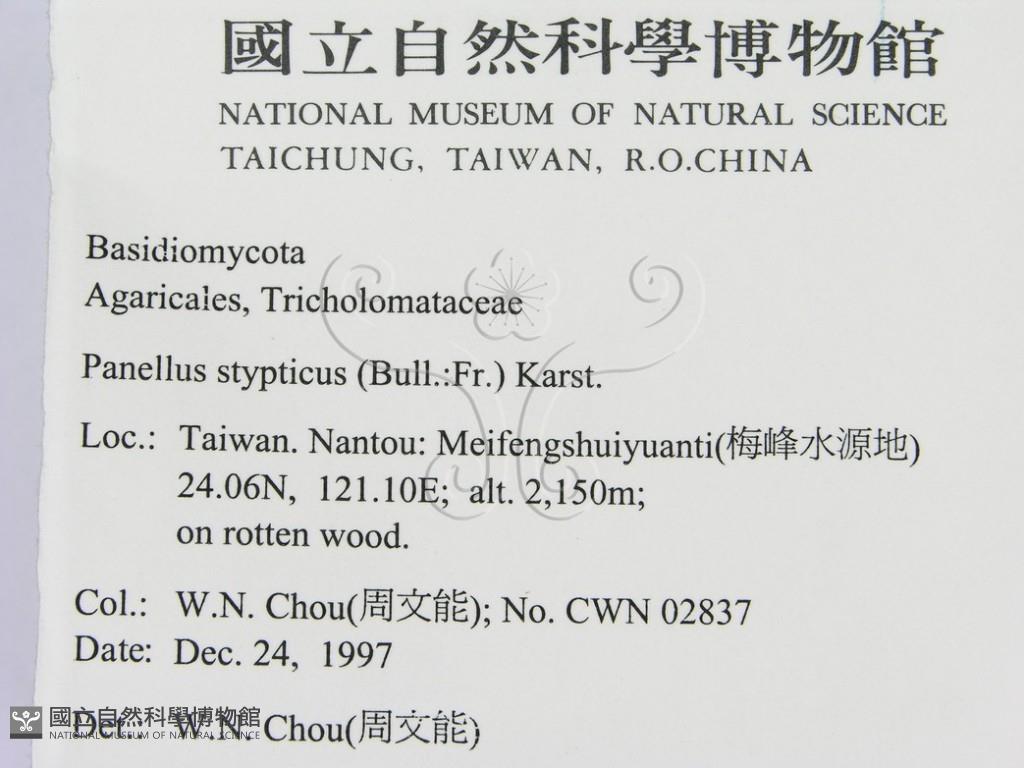 國立自然科學博物館
NATIONAL MUSEUM OF NATURAL SCIENCE
TAICHUNG, TAIWAN, R.O.CHINA
Basidiomycota
Agaricales, Tricholomataceae
Panellus stypticus (Bull.:Fr.) Karst.
Loc.: Taiwan. Nantou: Meifengshuiyuanti(梅峰水源地)
24.06N, 121.10E; alt. 2,150m;
on rotten wood.
Col.: W.N. Chou(周文能); No. CWN 02837
Date: Dec. 24, 1997
Det.: W.N. Chou(周文能)
國立自然科學博物館
NATIONAL MUSEUM OF NATURAL SCIENCE